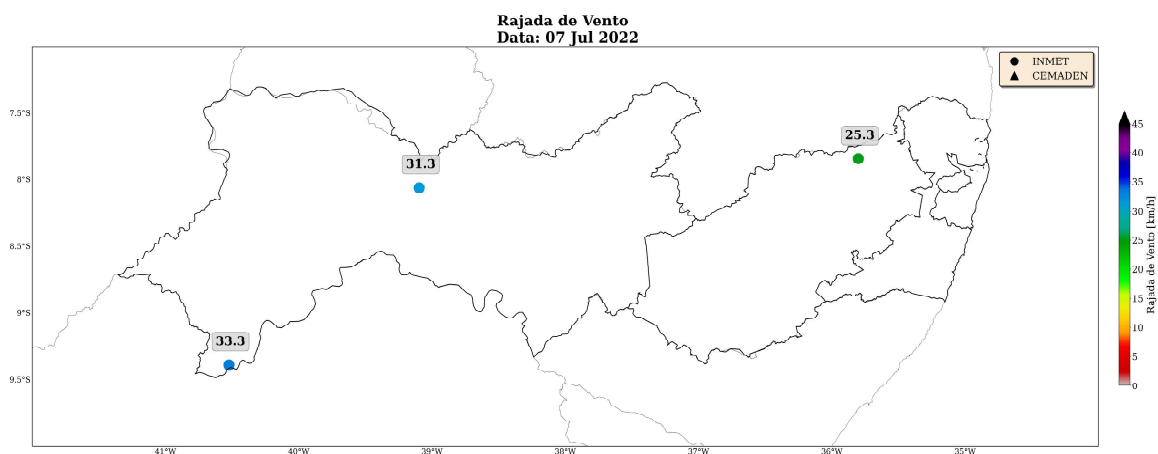 Rajada de Vento
Data: 07 Jul 2022
INMET
CEMADEN
7.5°S
8°S
8.5°S
9°S
9.5°S
25.3
31.3
33.3
41°W
40°W
39°W
38°W
37°W
36°W
35°W
45
40
35
30
25
20
15
10
5
0
Rajada de Vento [km/h]